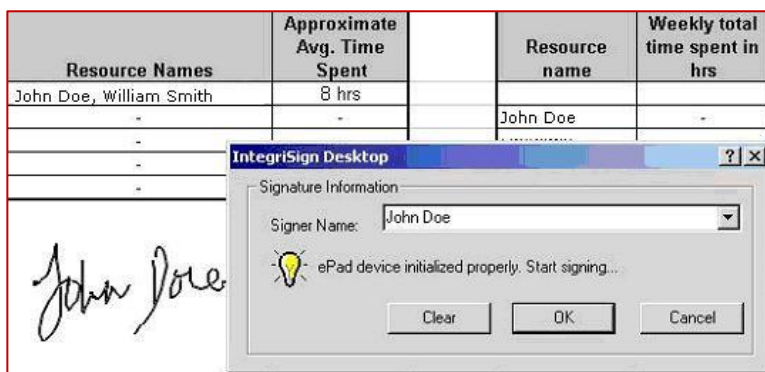 Resource Names
Approximate
Avg. Time
Spent
Resource
name
Weekly total
time spent in
hrs
John Doe, William Smith
8 hrs
-
-
John Doe
-
-
-
-
IntegriSign Desktop
Signature Information
Signer Name:
John Doe
ePad device initialized properly. Start signing...
Clear
OK
Cancel
John Doe